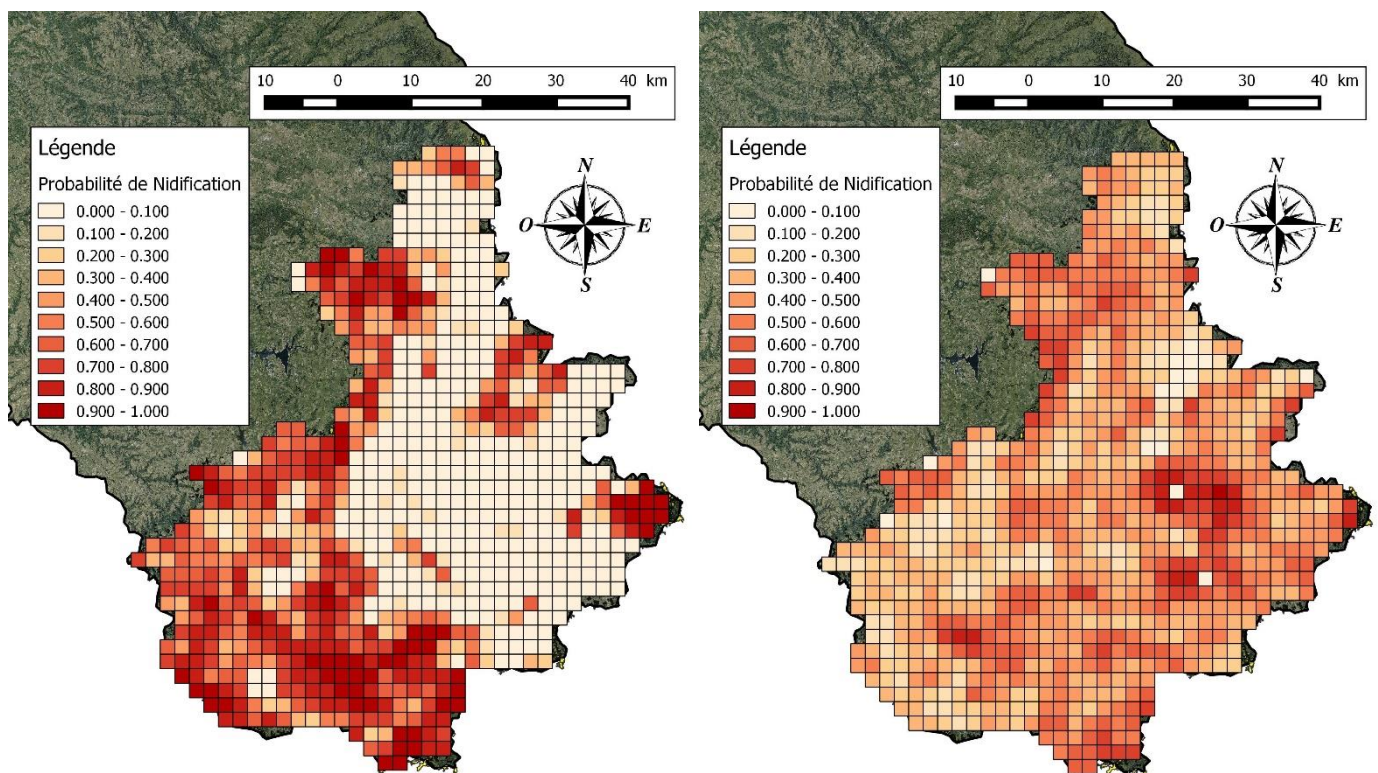 10 0 10 20 30 40 km
Légende
Probabilité de Nidification
0.000 - 0.100
0.100 - 0.200
0.200 - 0.300
0.300 - 0.400
0.400 - 0.500
0.500 - 0.600
0.600 - 0.700
0.700 - 0.800
0.800 - 0.900
0.900 - 1.000
N
O E
S
10 0 10 20 30 40 km
Légende
Probabilité de Nidification
0.000 - 0.100
0.100 - 0.200
0.200 - 0.300
0.300 - 0.400
0.400 - 0.500
0.500 - 0.600
0.600 - 0.700
0.700 - 0.800
0.800 - 0.900
0.900 - 1.000
N
O E
S